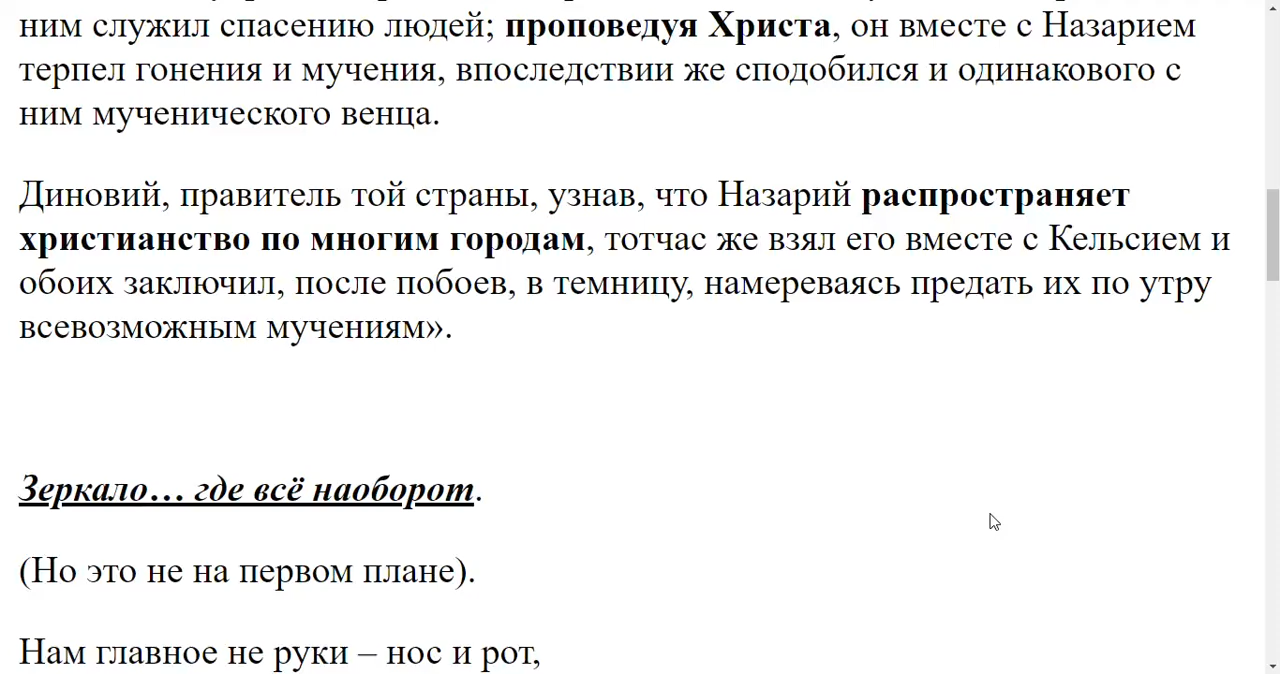 ним служил спасению людей; проповедуя Христа, он вместе с Назарием
терпел гонения и мучения, впоследствии же сподобился и одинакового с
ним мученического венца.
Диновий, правитель той страны, узнав, что Назарий распространяет
христианство по многим городам, тотчас же взял его вместе с Кельсием и
обоих заключил, после побоев, в темницу, намереваясь предать их по утру
всевозможным мучениям».
Зеркало… где всё наоборот.
(Но это не на первом плане).
Нам главное не руки – нос и рот,